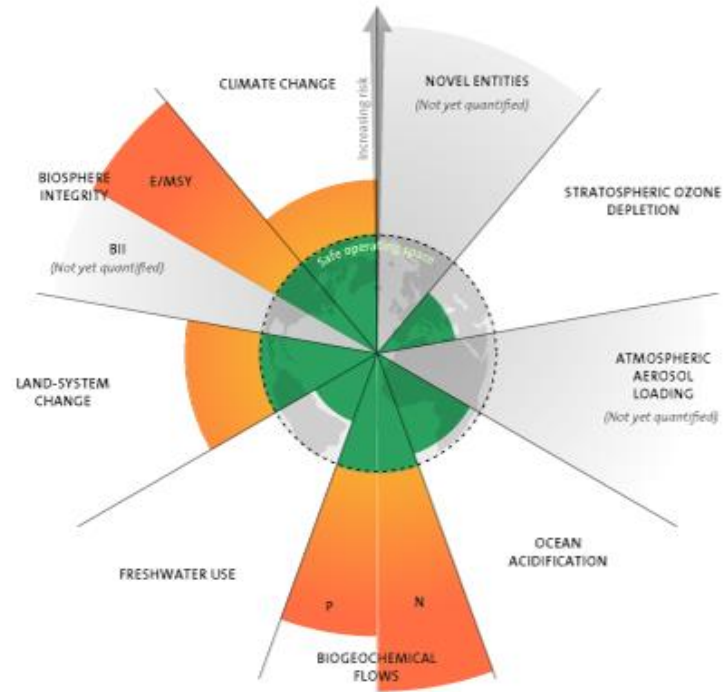 CLIMATE CHANGE
Increasing risk
NOVEL ENTITIES
(Not yet quantified)
BIOSPHERE
INTEGRITY
E/MSY
STRATOSPHERIC OZONE
DEPLETION
BII
(Not yet quantified)
Safe operating space
LAND-SYSTEM
CHANGE
ATMOSPHERIC
AEROSOL
LOADING
(Not yet quantified)
OCEAN
ACIDIFICATION
FRESHWATER USE
P
N
BIOGEOCHEMICAL
FLOWS